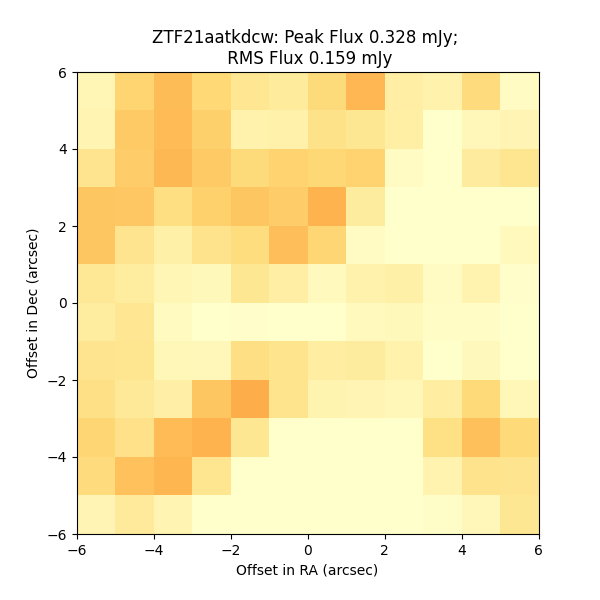 ZTF21aatkdcw: Peak Flux 0.328 mJy;
RMS Flux 0.159 mJy
6
4
2
0
−2
−4
−6
Offset in Dec (arcsec)
−6 −4 −2 0 2 4 6
Offset in RA (arcsec)